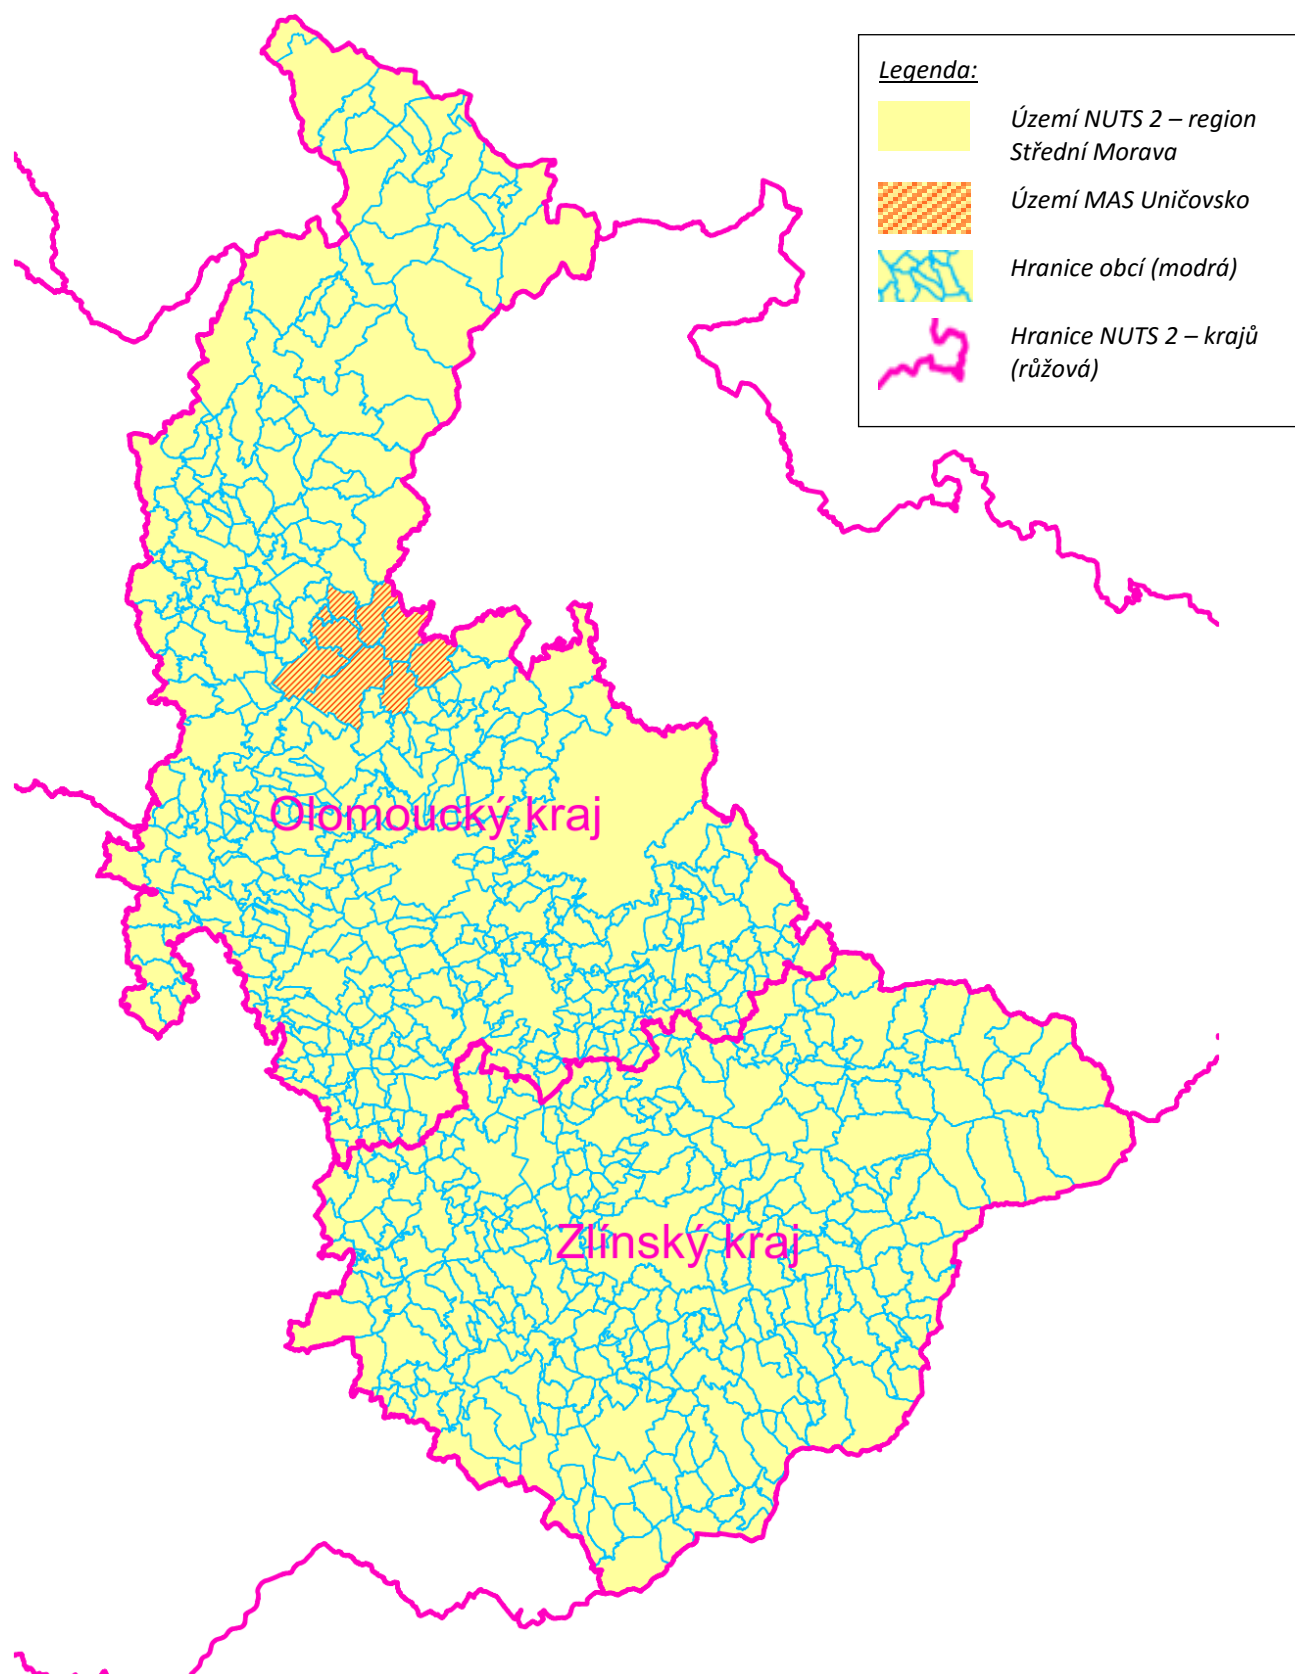 Legenda:
Území NUTS 2 – region
Střední Morava
Území MAS Uničovsko
Hranice obcí (modrá)
Hranice NUTS 2 – krajů
(růžová)
Olomoucký kraj
Zlínský kraj